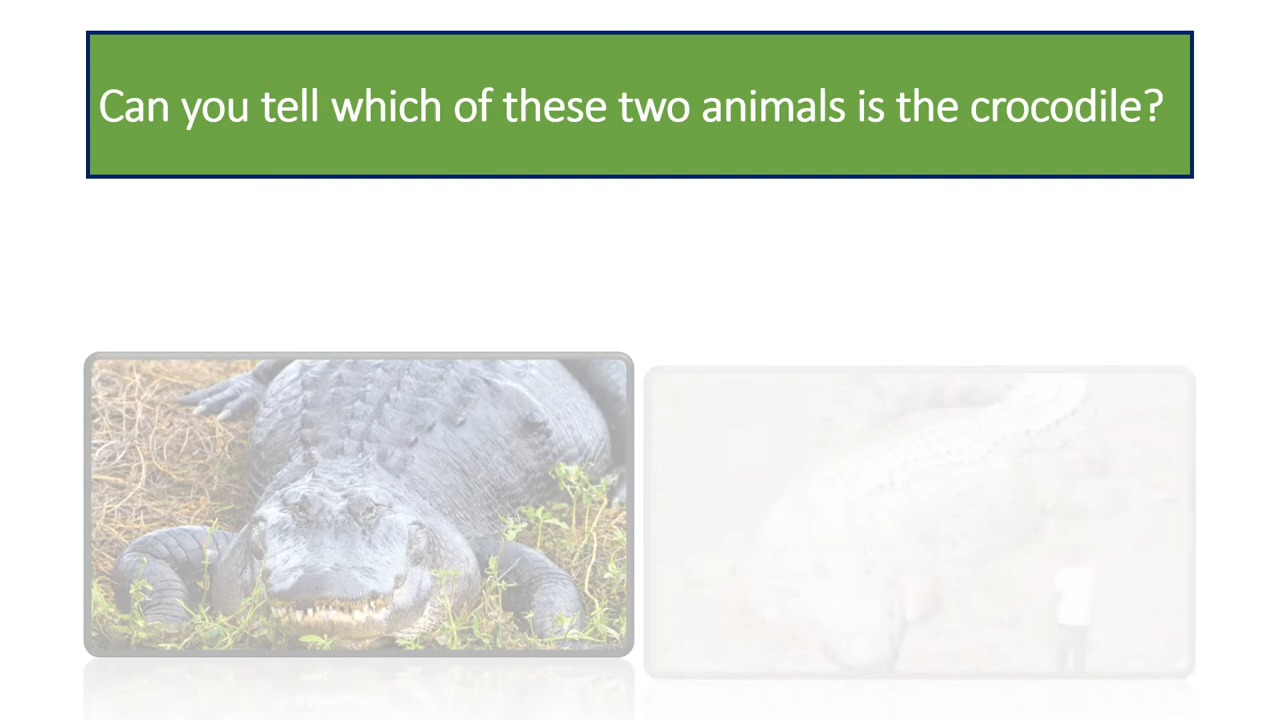 Can you tell which of these two animals is the crocodile?